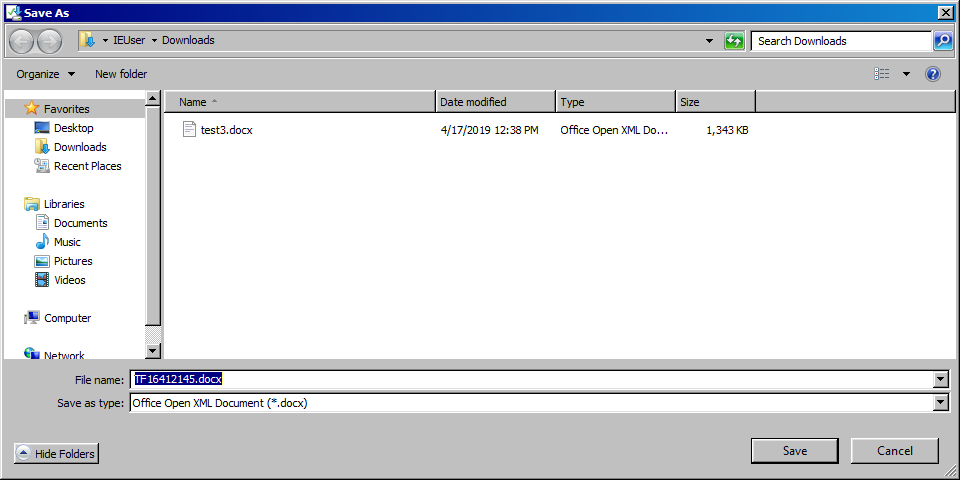 Save As
IEUser Downloads
Search Downloads
Organize New folder
?
Favorites
Desktop
Downloads
Recent Places
Libraries
Documents
Music
Pictures
Videos
Computer
Network
Name Date modified Type Size
test3.docx 4/17/2019 12:38 PM Office Open XML Do... 1,343 KB
File name: TF16412145.docx
Save as type: Office Open XML Document (*.docx)
Hide Folders Save Cancel